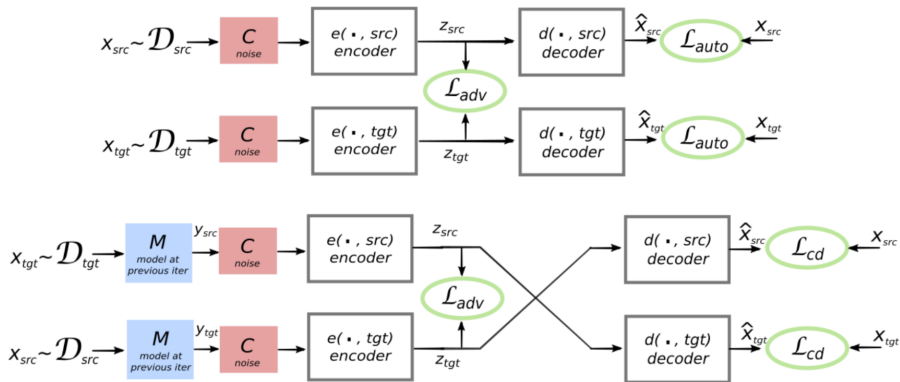 x_src ~ D_src
C
noise
e(·, src)
encoder
z_src
d(·, src)
decoder
x̂_src
L_auto
x_src
L_adv
x_tgt ~ D_tgt
C
noise
e(·, tgt)
encoder
z_tgt
d(·, tgt)
decoder
x̂_tgt
L_auto
x_tgt
x_tgt ~ D_tgt
M
model at
previous iter
y_src
C
noise
e(·, src)
encoder
z_src
d(·, src)
decoder
x̂_src
L_cd
x_src
L_adv
x_src ~ D_src
M
model at
previous iter
y_tgt
C
noise
e(·, tgt)
encoder
z_tgt
d(·, tgt)
decoder
x̂_tgt
L_cd
x_tgt